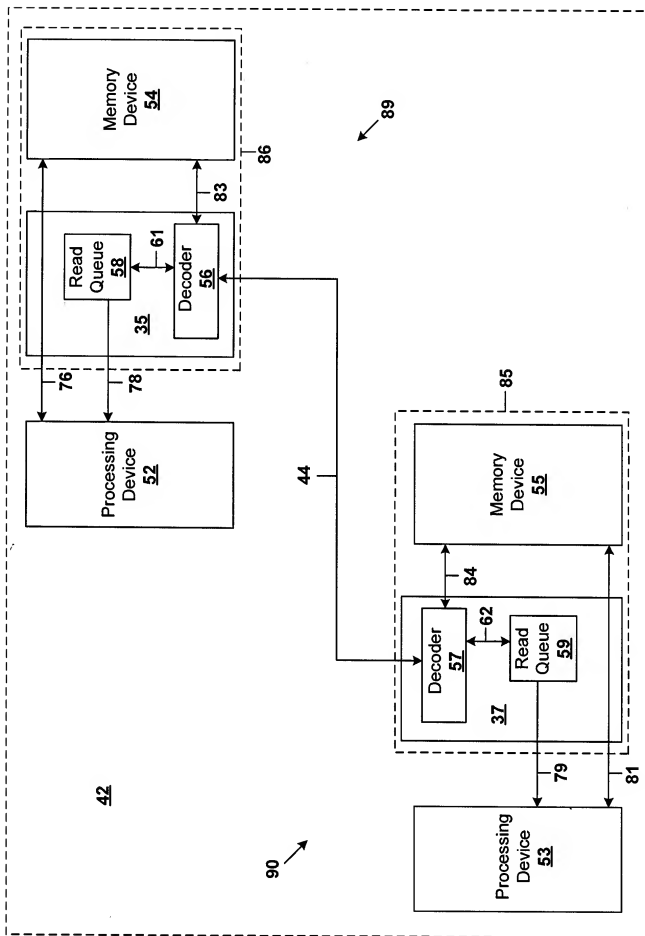 42
90
89
Processing
Device
52
76
78
35
Read
Queue
58
61
Decoder
56
83
Memory
Device
54
86
44
Processing
Device
53
79
81
37
Decoder
57
62
Read
Queue
59
84
Memory
Device
55
85